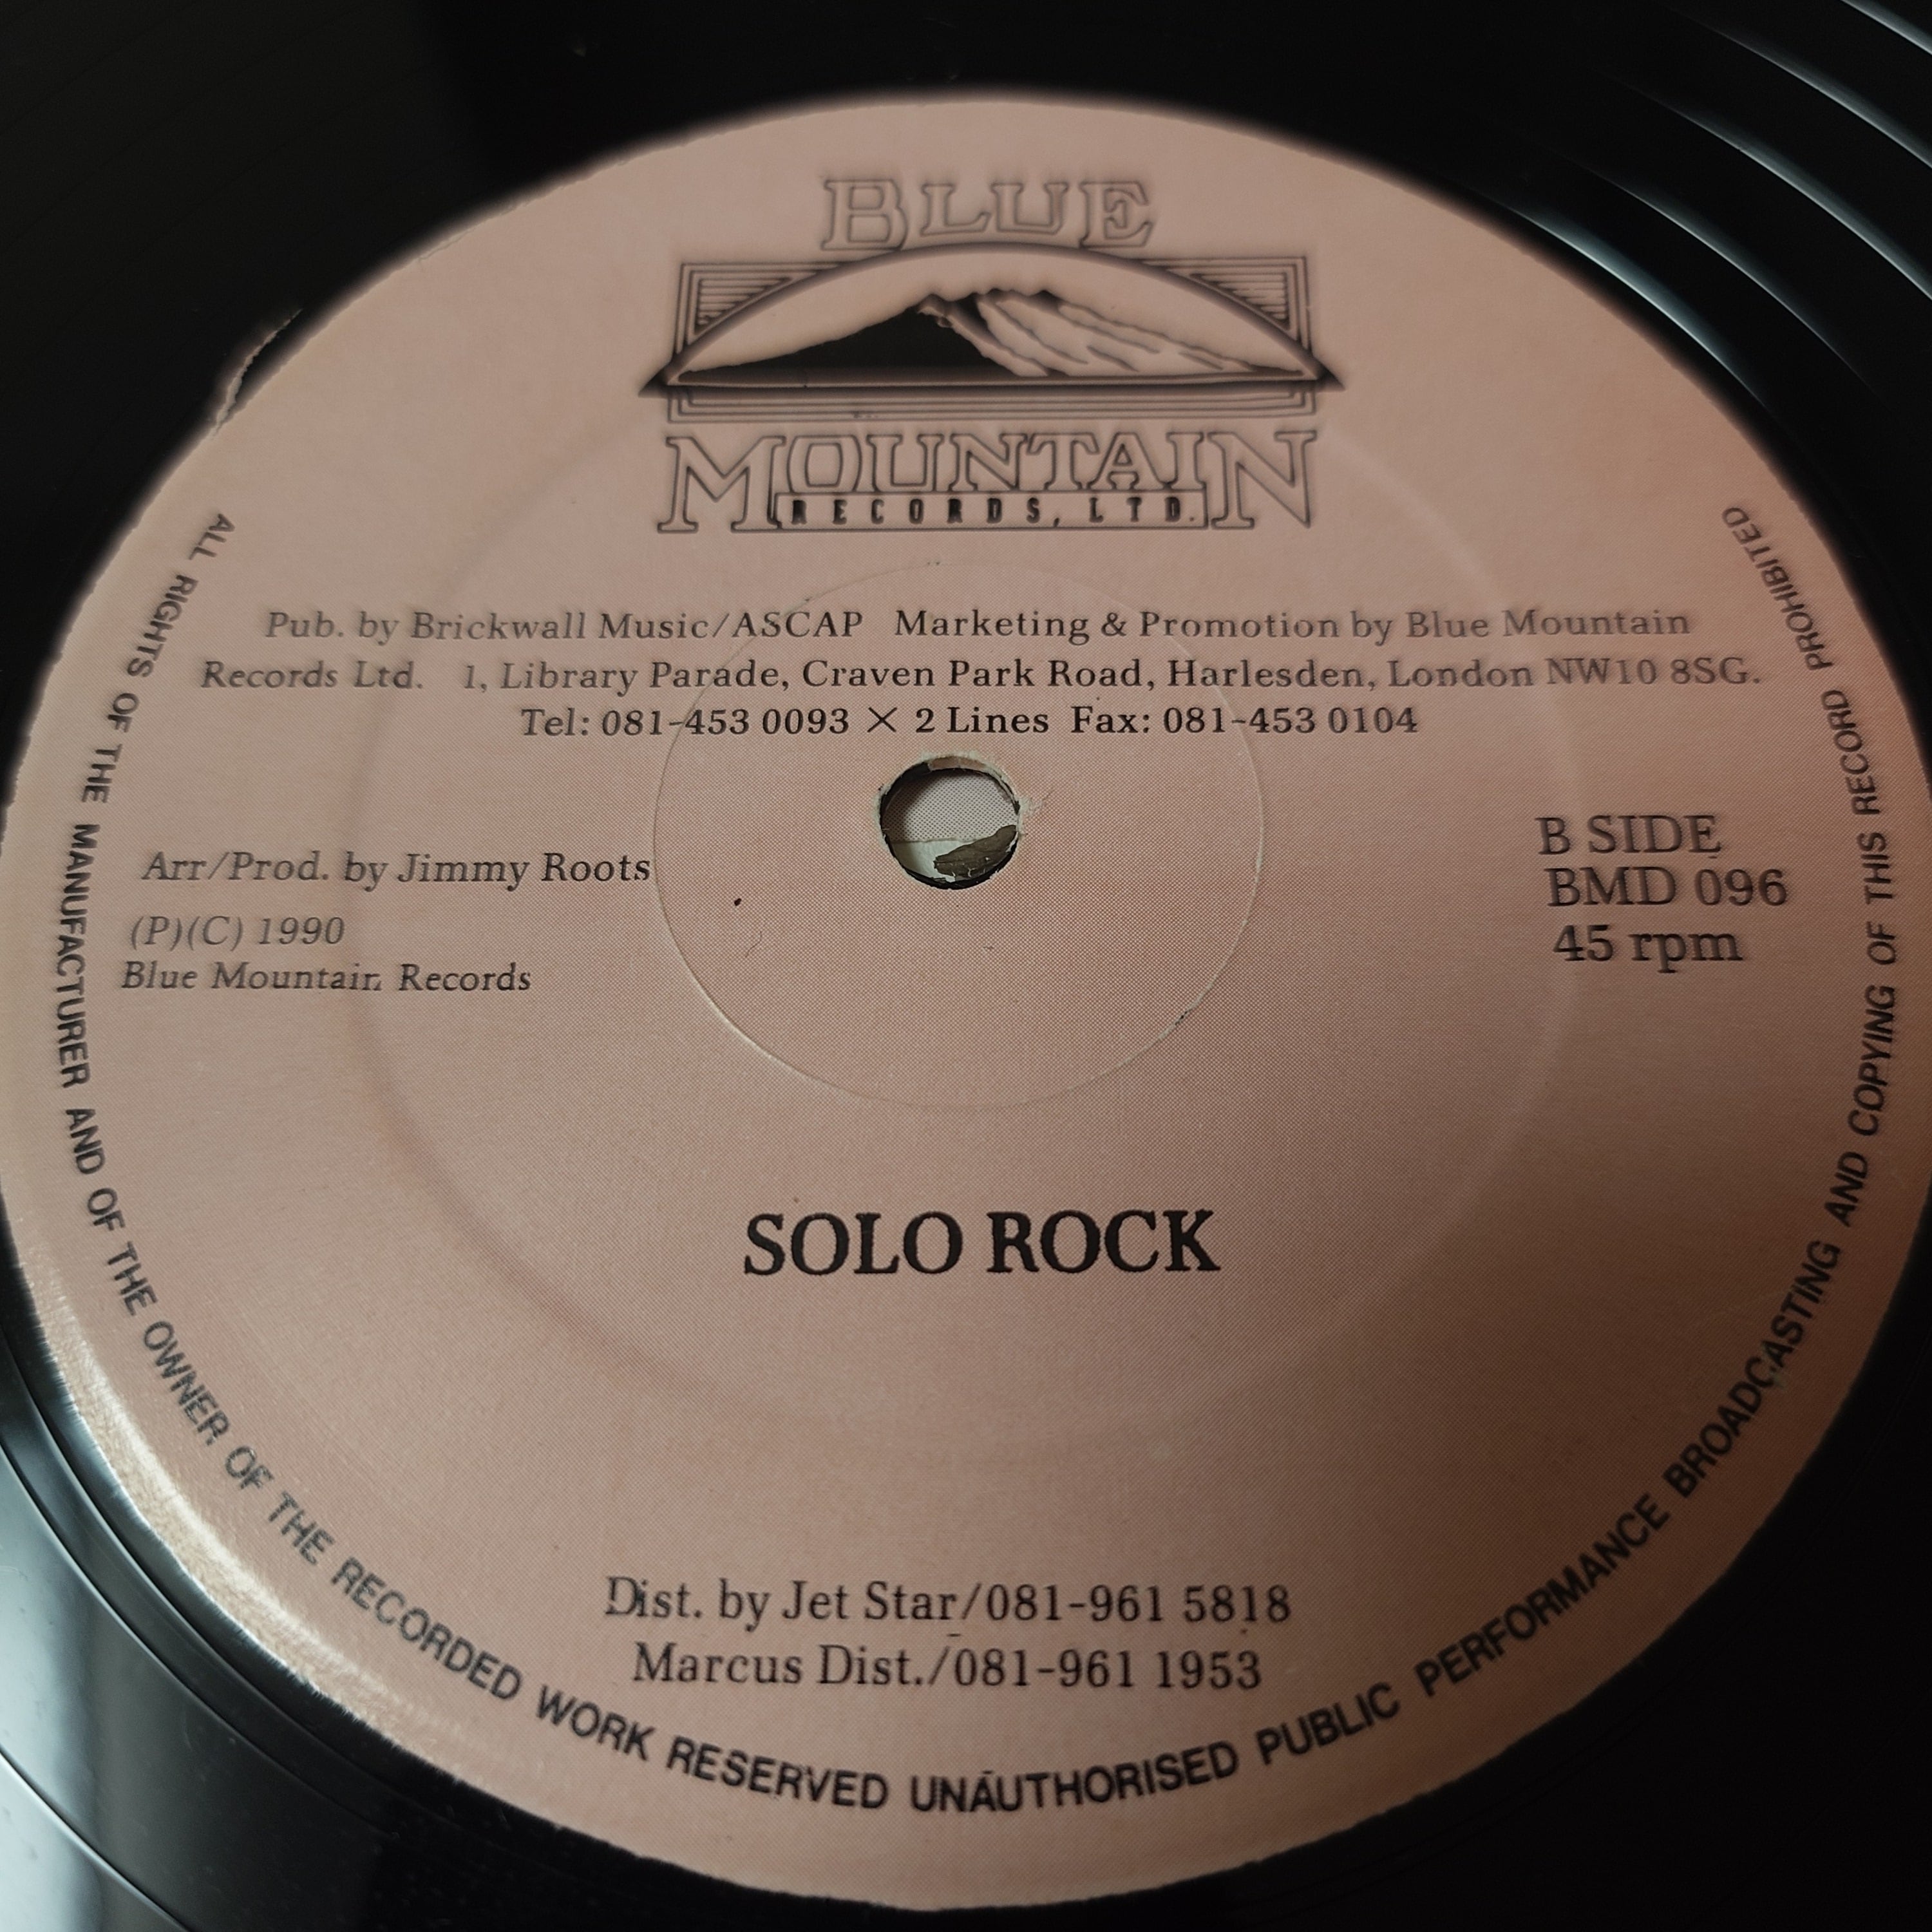 BLUE
MOUNTAIN
RECORDS, LTD.
Pub. by Brickwall Music/ASCAP Marketing & Promotion by Blue Mountain
Records Ltd. 1, Library Parade, Craven Park Road, Harlesden, London NW10 8SG.
Tel: 081-453 0093 × 2 Lines Fax: 081-453 0104
Arr/Prod. by Jimmy Roots
(P)(C) 1990
Blue Mountain Records
B SIDE
BMD 096
45 rpm
SOLO ROCK
Dist. by Jet Star/081-961 5818
Marcus Dist./081-961 1953
ALL RIGHTS OF THE MANUFACTURER AND OF THE OWNER OF THE RECORDED WORK RESERVED UNAUTHORISED PUBLIC PERFORMANCE BROADCASTING AND COPYING OF THIS RECORD PROHIBITED